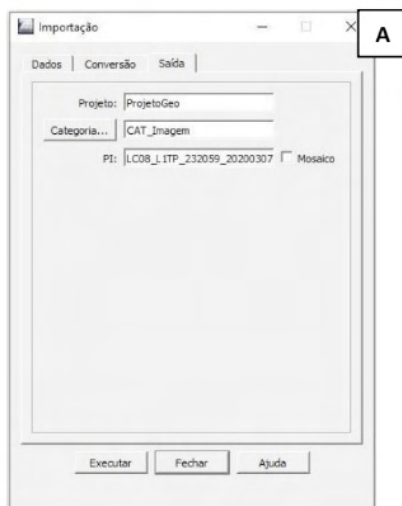 Importação
A
Dados Conversão Saída
Projeto: ProjetoGeo
Categoria... CAT_Imagem
PI: LC08_L1TP_232059_20200307 Mosaico
Executar Fechar Ajuda